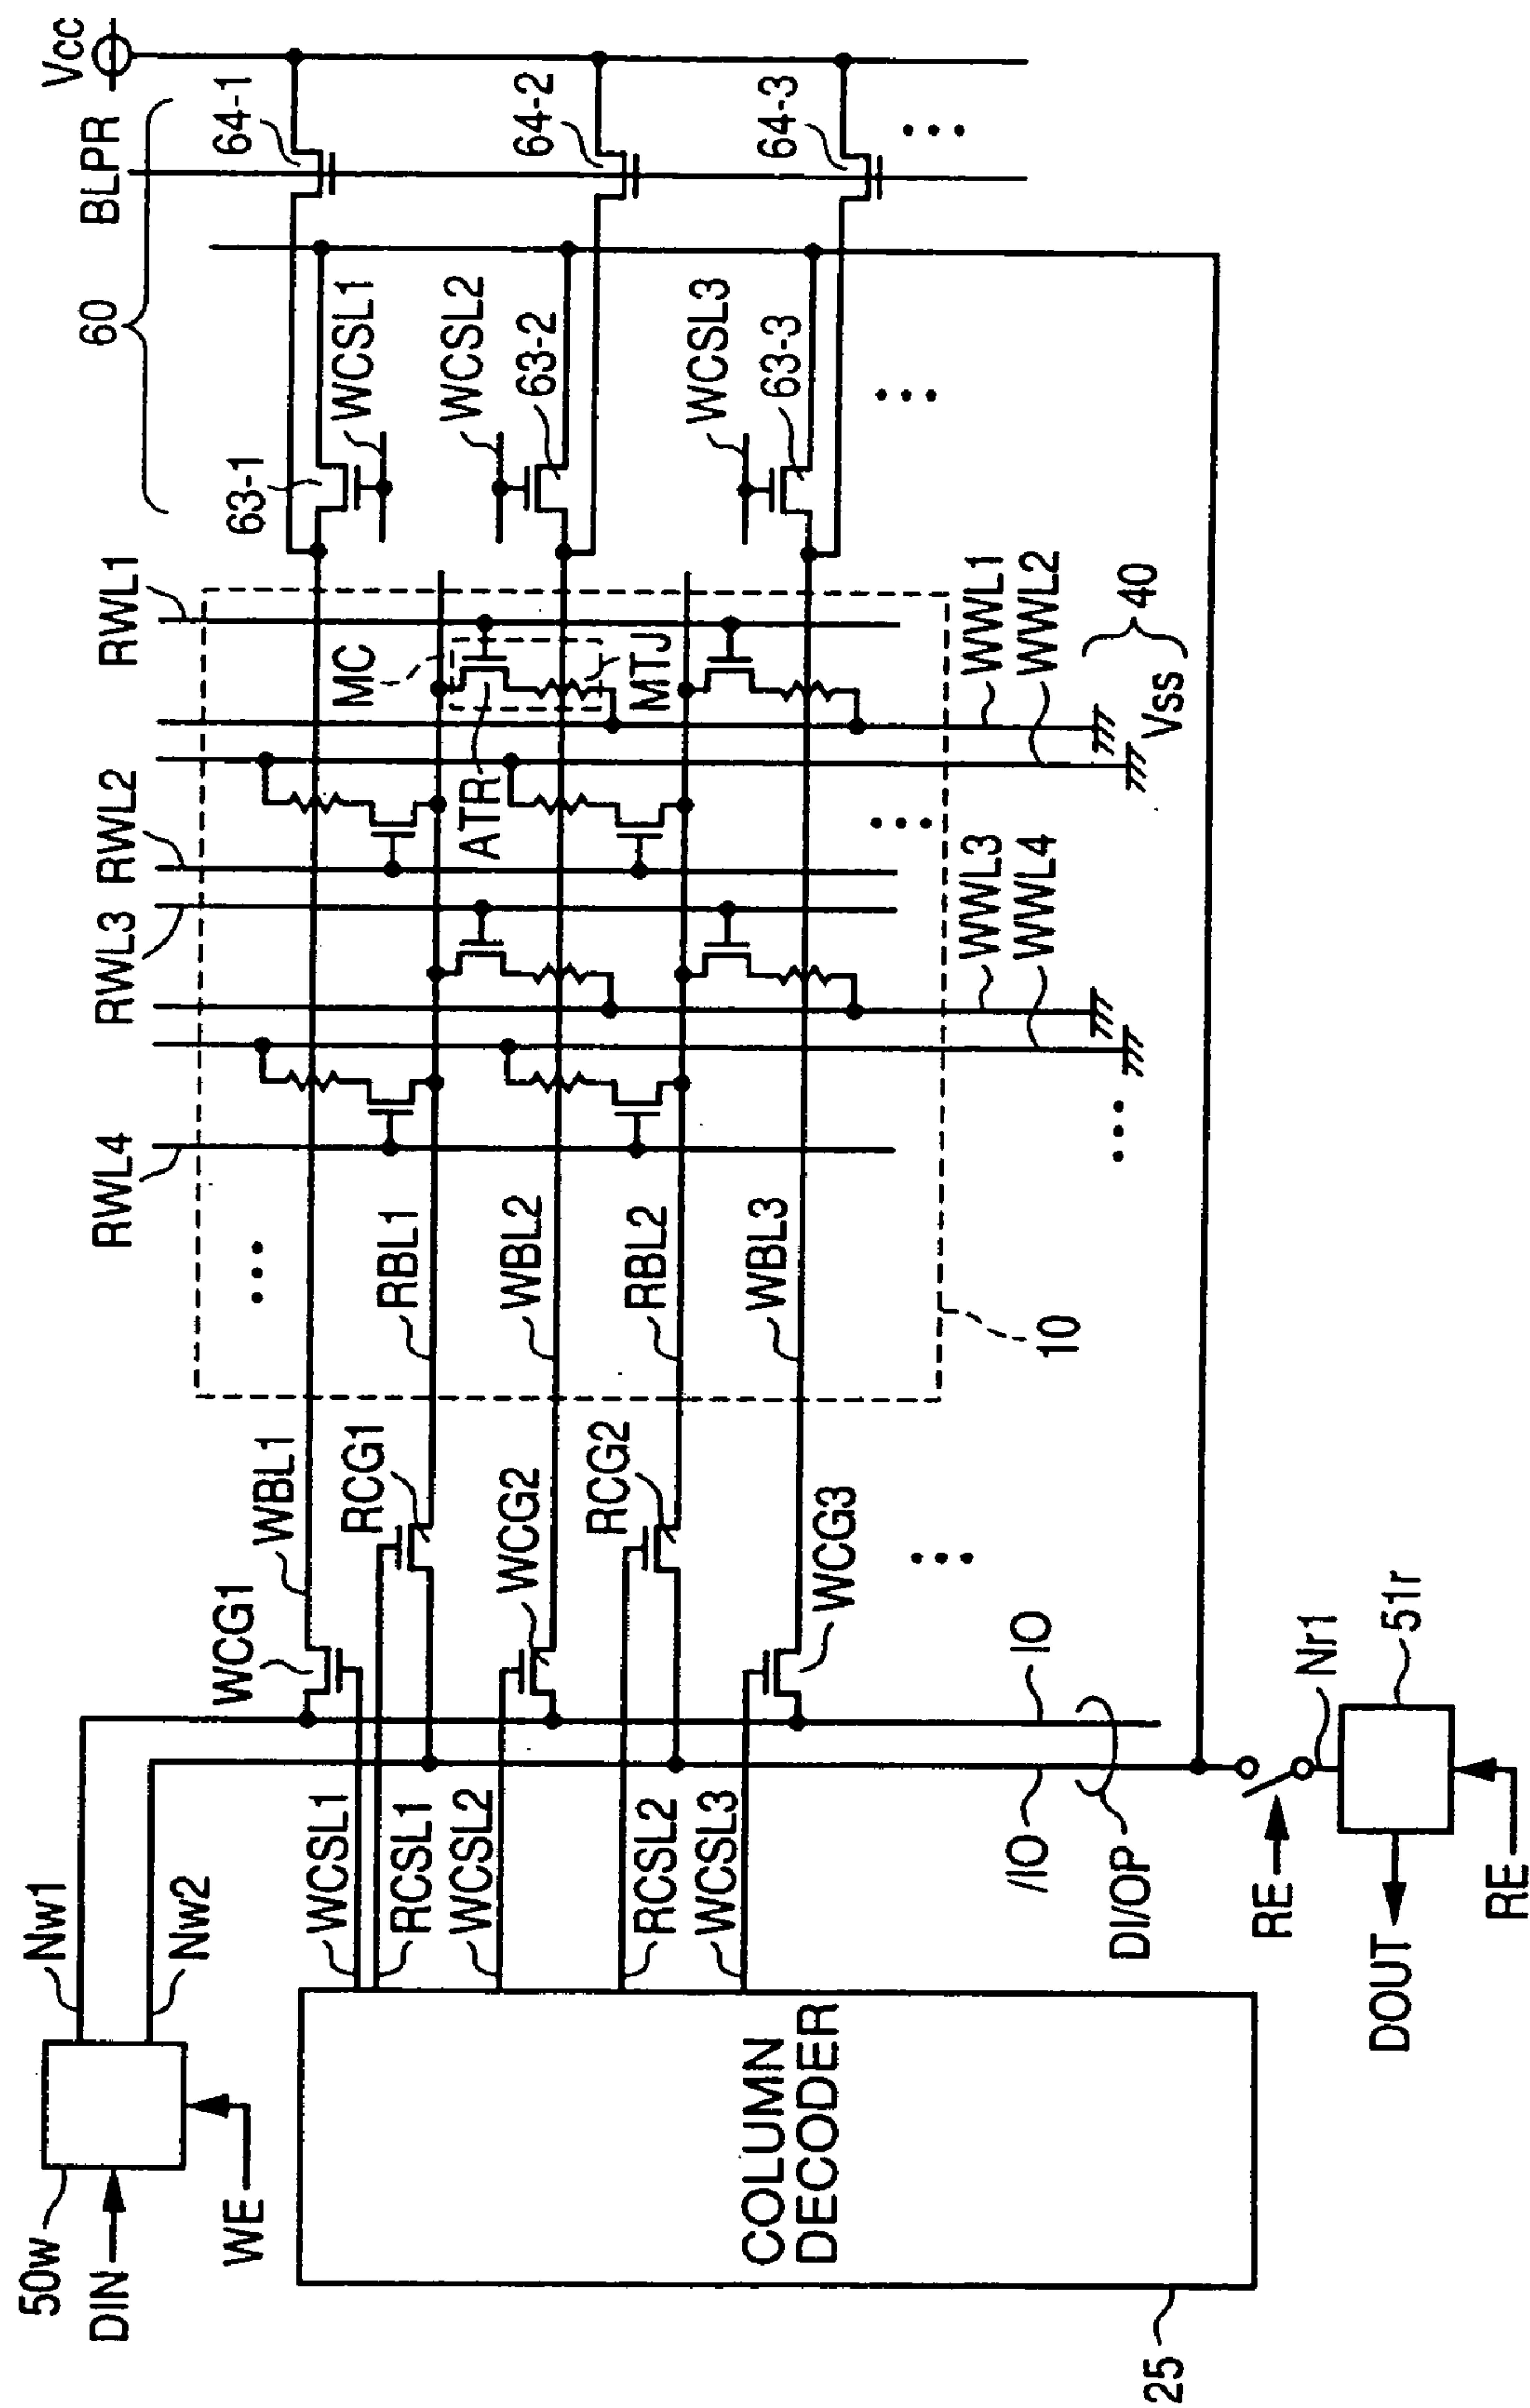 50w
DIN
WE
Nw1
Nw2
WCSL1
RCSL1
WCSL2
RCSL2
WCSL3
COLUMN
DECODER
25
/IO
IO
DI/OP
RE
Nr1
51r
DOUT
RE
WCG1
WBL1
RCG1
WCG2
RCG2
WCG3
RWL4
RBL1
WBL2
RBL2
WBL3
10
RWL3
RWL2
RWL1
MC
ATR
MTJ
WWL3
WWL4
WWL1
WWL2
40
Vss
60
63-1
WCSL1
WCSL2
63-2
WCSL3
63-3
BLPR
64-1
64-2
64-3
Vcc